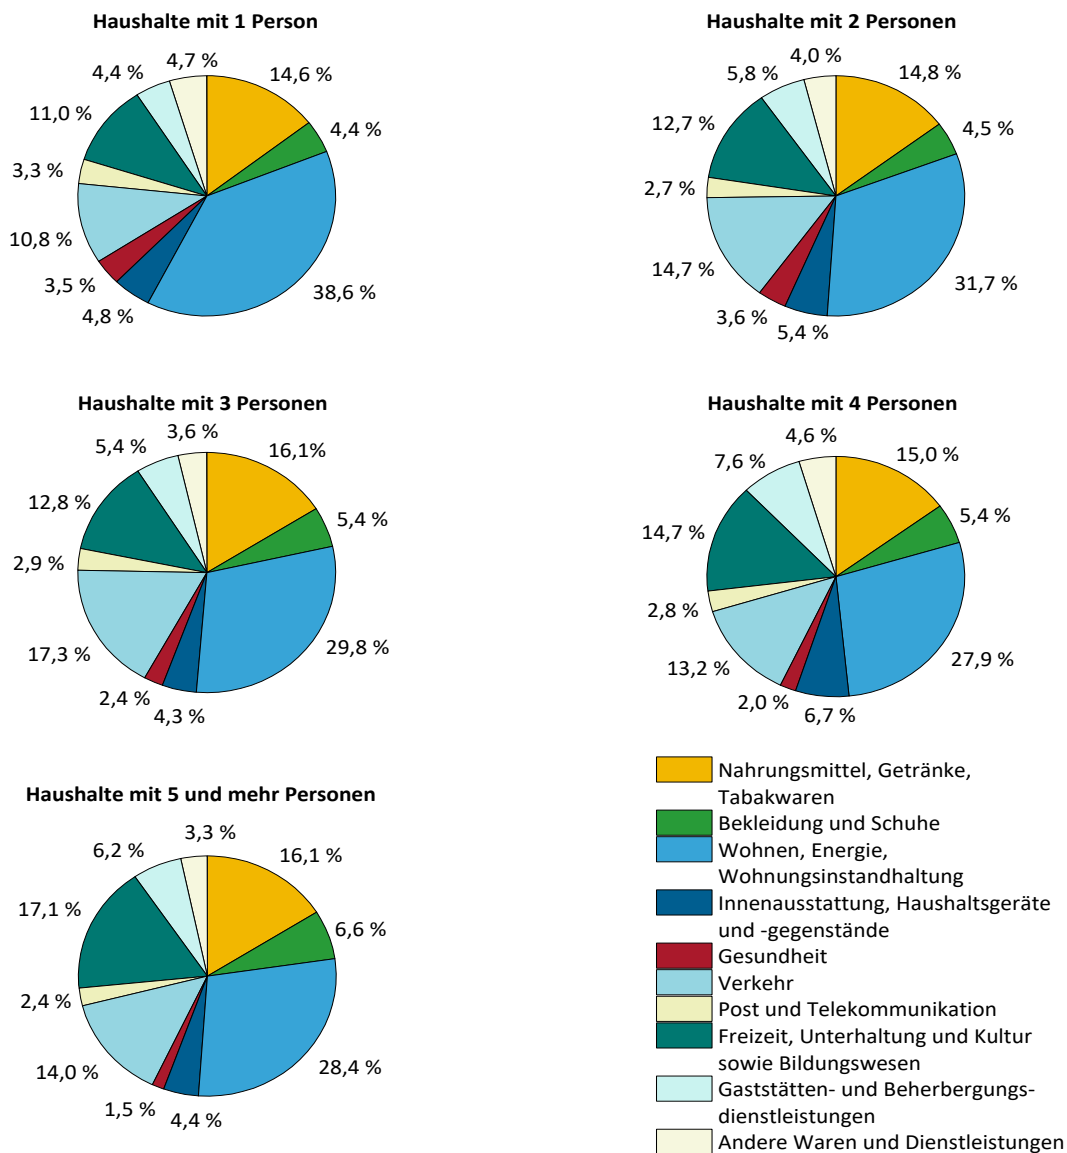 Haushalte mit 1 Person
4,4 %
4,7 %
14,6 %
11,0 %
4,4 %
3,3 %
10,8 %
3,5 %
38,6 %
4,8 %
Haushalte mit 2 Personen
5,8 %
4,0 %
14,8 %
12,7 %
4,5 %
2,7 %
14,7 %
31,7 %
3,6 %
5,4 %
Haushalte mit 3 Personen
5,4 %
3,6 %
16,1%
12,8 %
5,4 %
2,9 %
17,3 %
29,8 %
2,4 %
4,3 %
Haushalte mit 4 Personen
7,6 %
4,6 %
15,0 %
14,7 %
5,4 %
2,8 %
13,2 %
27,9 %
2,0 %
6,7 %
Haushalte mit 5 und mehr Personen
6,2 %
3,3 %
16,1 %
17,1 %
6,6 %
2,4 %
14,0 %
28,4 %
1,5 %
4,4 %
Nahrungsmittel, Getränke,
Tabakwaren
Bekleidung und Schuhe
Wohnen, Energie,
Wohnungsinstandhaltung
Innenausstattung, Haushaltsgeräte
und -gegenstände
Gesundheit
Verkehr
Post und Telekommunikation
Freizeit, Unterhaltung und Kultur
sowie Bildungswesen
Gaststätten- und Beherbergungs-
dienstleistungen
Andere Waren und Dienstleistungen